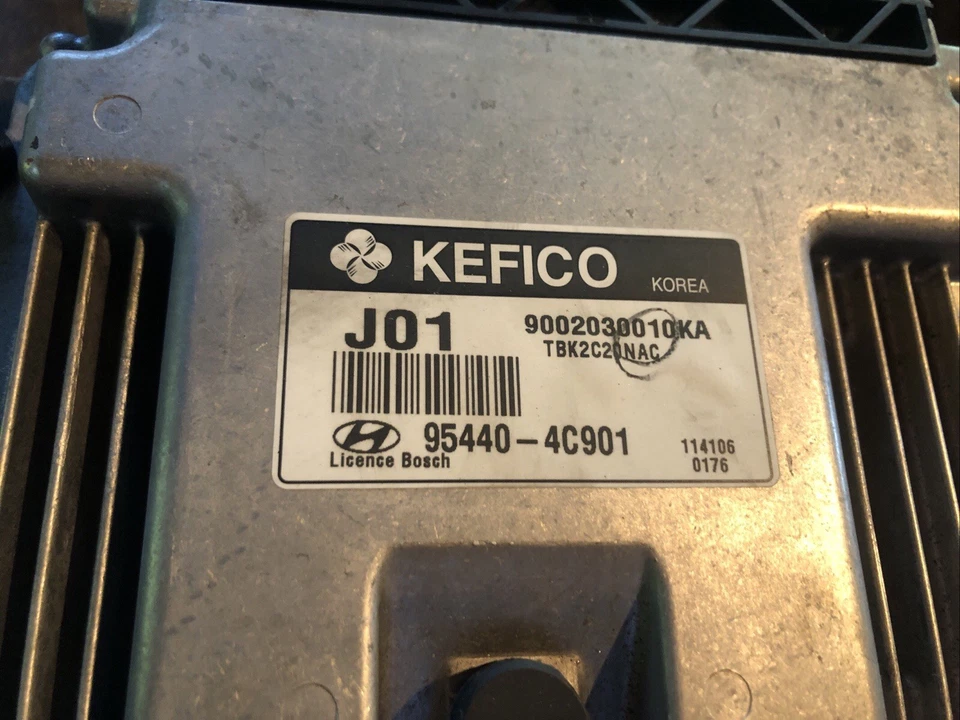 KEFICO
KOREA
J01
9002030010KA
TBK2C20NAC
95440-4C901
Licence Bosch
114106
0176